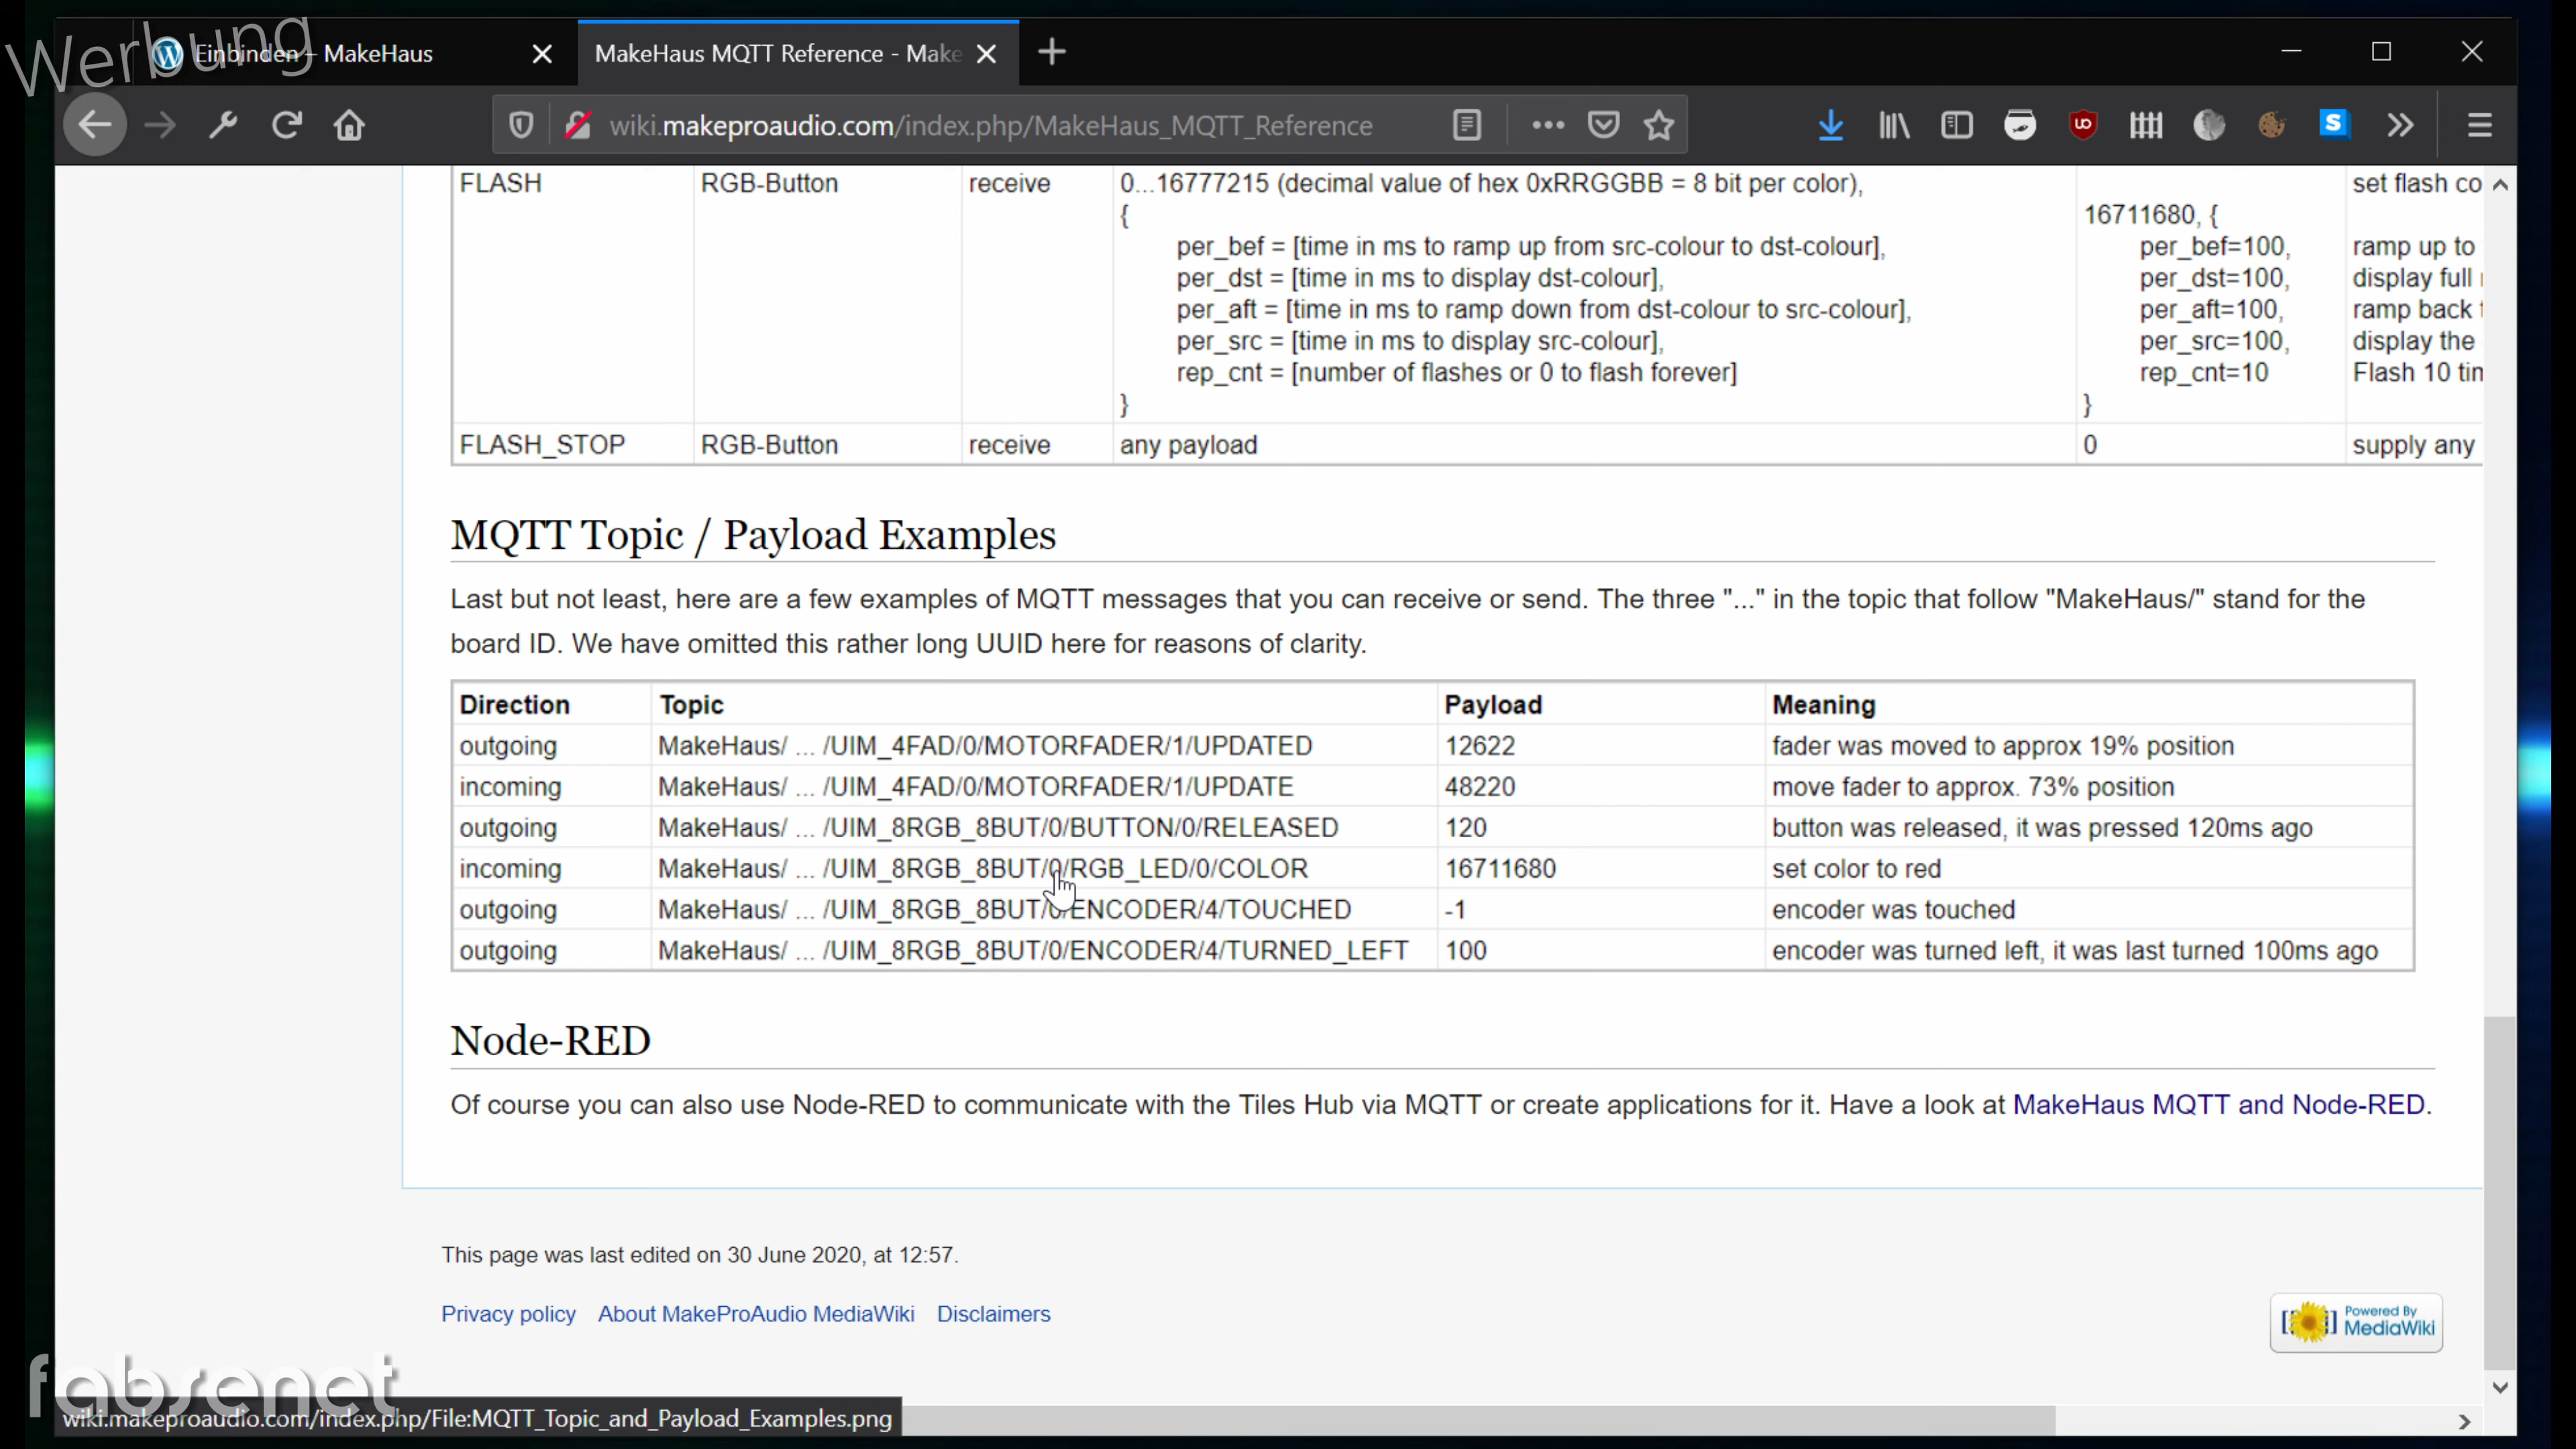 Werbung
Einbinden – MakeHaus
MakeHaus MQTT Reference - Make
wiki.makeproaudio.com/index.php/MakeHaus_MQTT_Reference
FLASH RGB-Button receive 0...16777215 (decimal value of hex 0xRRGGBB = 8 bit per color), set flash co
{ 16711680, {
per_bef = [time in ms to ramp up from src-colour to dst-colour], per_bef=100, ramp up to
per_dst = [time in ms to display dst-colour], per_dst=100, display full
per_aft = [time in ms to ramp down from dst-colour to src-colour], per_aft=100, ramp back
per_src = [time in ms to display src-colour], per_src=100, display the
rep_cnt = [number of flashes or 0 to flash forever] rep_cnt=10 Flash 10 tim
} }
FLASH_STOP RGB-Button receive any payload 0 supply any
MQTT Topic / Payload Examples
Last but not least, here are a few examples of MQTT messages that you can receive or send. The three "..." in the topic that follow "MakeHaus/" stand for the
board ID. We have omitted this rather long UUID here for reasons of clarity.
Direction Topic Payload Meaning
outgoing MakeHaus/ ... /UIM_4FAD/0/MOTORFADER/1/UPDATED 12622 fader was moved to approx 19% position
incoming MakeHaus/ ... /UIM_4FAD/0/MOTORFADER/1/UPDATE 48220 move fader to approx. 73% position
outgoing MakeHaus/ ... /UIM_8RGB_8BUT/0/BUTTON/0/RELEASED 120 button was released, it was pressed 120ms ago
incoming MakeHaus/ ... /UIM_8RGB_8BUT/0/RGB_LED/0/COLOR 16711680 set color to red
outgoing MakeHaus/ ... /UIM_8RGB_8BUT/0/ENCODER/4/TOUCHED -1 encoder was touched
outgoing MakeHaus/ ... /UIM_8RGB_8BUT/0/ENCODER/4/TURNED_LEFT 100 encoder was turned left, it was last turned 100ms ago
Node-RED
Of course you can also use Node-RED to communicate with the Tiles Hub via MQTT or create applications for it. Have a look at MakeHaus MQTT and Node-RED.
This page was last edited on 30 June 2020, at 12:57.
Privacy policy About MakeProAudio MediaWiki Disclaimers
Powered By
MediaWiki
fabsenet
wiki.makeproaudio.com/index.php/File:MQTT_Topic_and_Payload_Examples.png